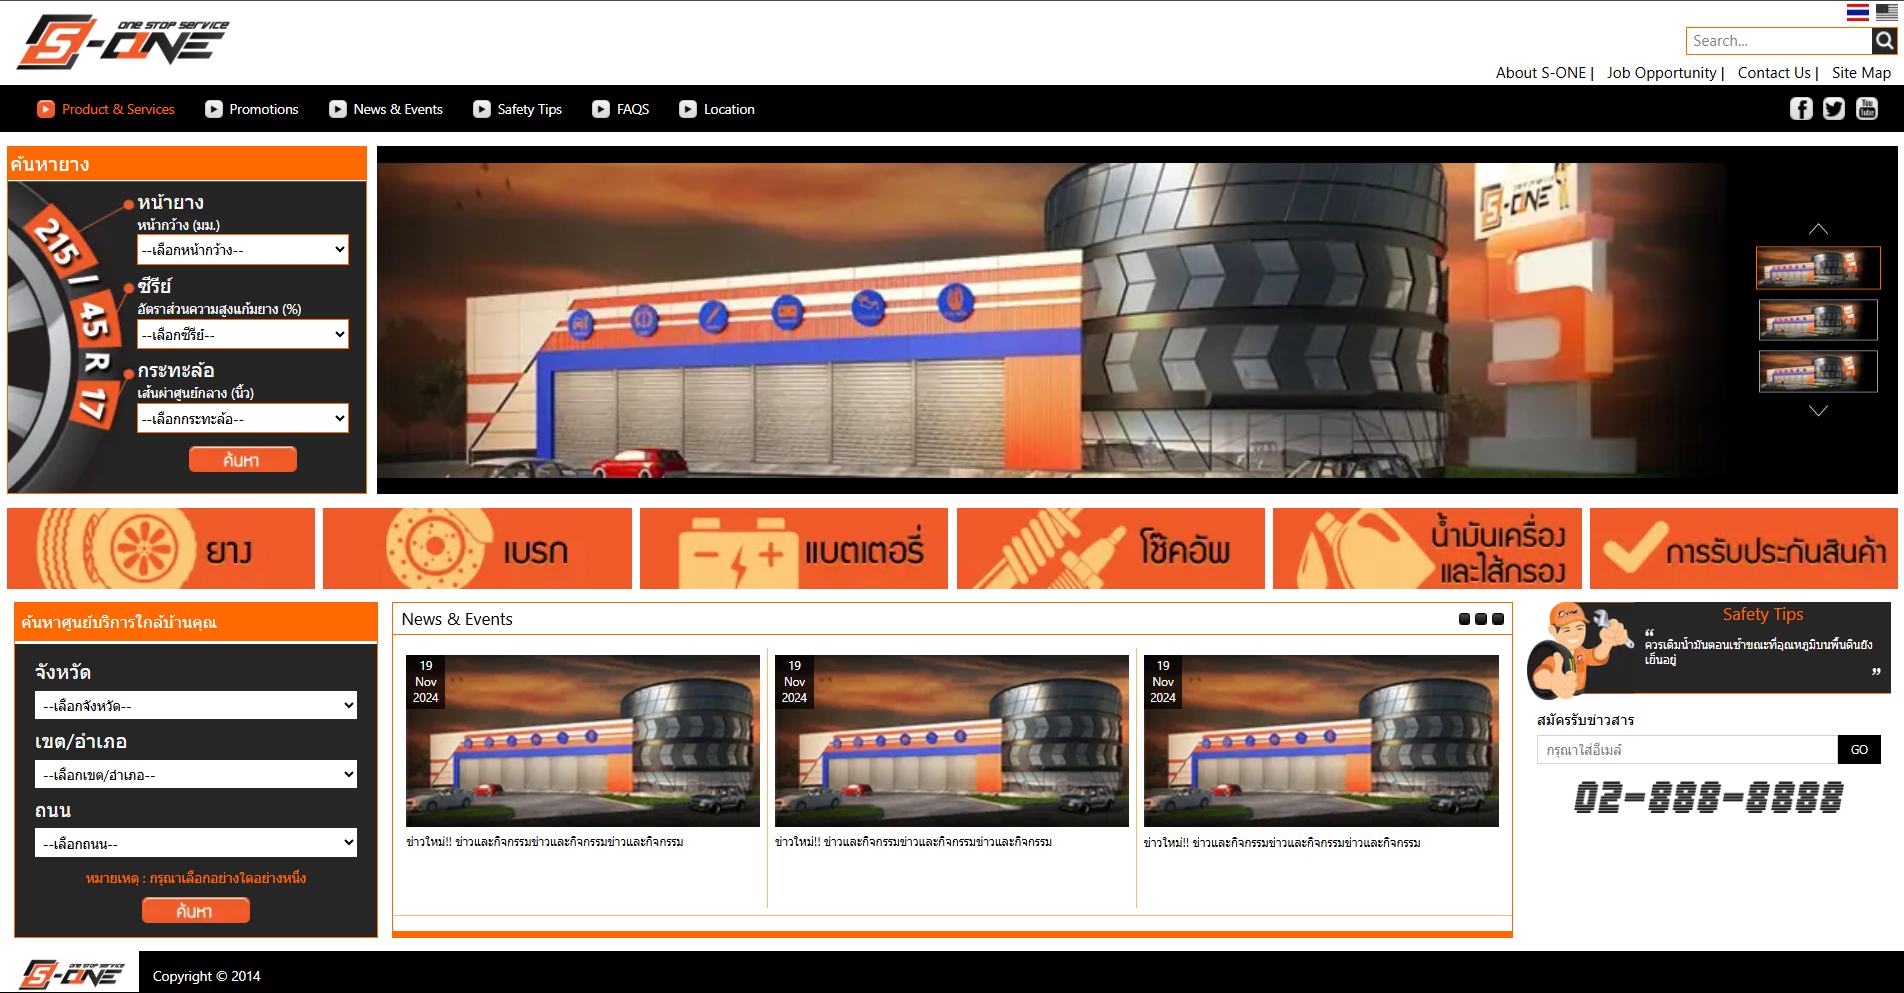 ONE STOP SERVICE
S-ONE
Search...
About S-ONE | Job Opportunity | Contact Us | Site Map
Product & Services
Promotions
News & Events
Safety Tips
FAQS
Location
You Tube
ค้นหายาง
หน้ายาง
หน้ากว้าง (มม.)
--เลือกหน้ากว้าง--
ซีรีย์
อัตราส่วนความสูงแก้มยาง (%)
--เลือกซีรีย์--
กระทะล้อ
เส้นผ่าศูนย์กลาง (นิ้ว)
--เลือกกระทะล้อ--
ค้นหา
215 / 45 R 17
S-ONE
ยาง
เบรก
แบตเตอรี่
โช๊คอัพ
น้ำมันเครื่อง
และไส้กรอง
การรับประกันสินค้า
ค้นหาศูนย์บริการใกล้บ้านคุณ
จังหวัด
--เลือกจังหวัด--
เขต/อำเภอ
--เลือกเขต/อำเภอ--
ถนน
--เลือกถนน--
หมายเหตุ : กรุณาเลือกอย่างใดอย่างหนึ่ง
ค้นหา
News & Events
19
Nov
2024
ข่าวใหม่!! ข่าวและกิจกรรมข่าวและกิจกรรมข่าวและกิจกรรม
19
Nov
2024
ข่าวใหม่!! ข่าวและกิจกรรมข่าวและกิจกรรมข่าวและกิจกรรม
19
Nov
2024
ข่าวใหม่!! ข่าวและกิจกรรมข่าวและกิจกรรมข่าวและกิจกรรม
Safety Tips
“
ควรเติมน้ำมันตอนเช้าขณะที่อุณหภูมิบนพื้นดินยัง
เย็นอยู่
”
สมัครรับข่าวสาร
กรุณาใส่อีเมล์
GO
02-888-8888
ONE STOP SERVICE
S-ONE
Copyright © 2014